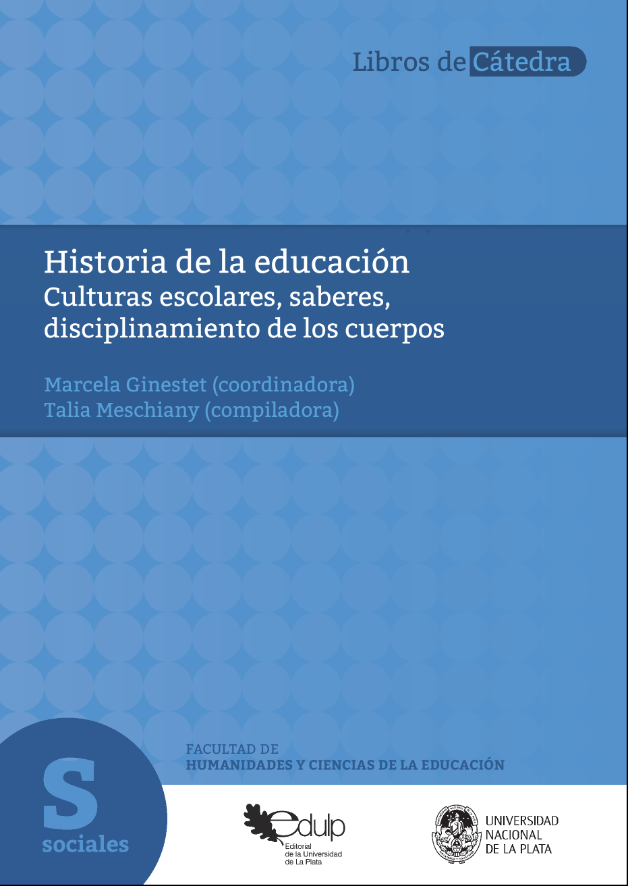 Libros de Cátedra
Historia de la educación
Culturas escolares, saberes,
disciplinamiento de los cuerpos
Marcela Ginestet (coordinadora)
Talia Meschiany (compiladora)
FACULTAD DE
HUMANIDADES Y CIENCIAS DE LA EDUCACIÓN
S
sociales
edulp
Editorial
de la Universidad
de La Plata
UNIVERSIDAD
NACIONAL
DE LA PLATA